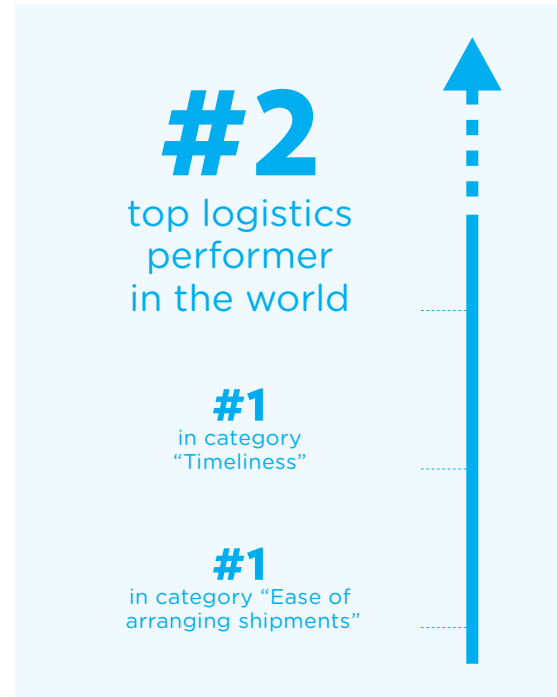 #2
top logistics
performer
in the world
#1
in category
“Timeliness”
#1
in category “Ease of
arranging shipments”